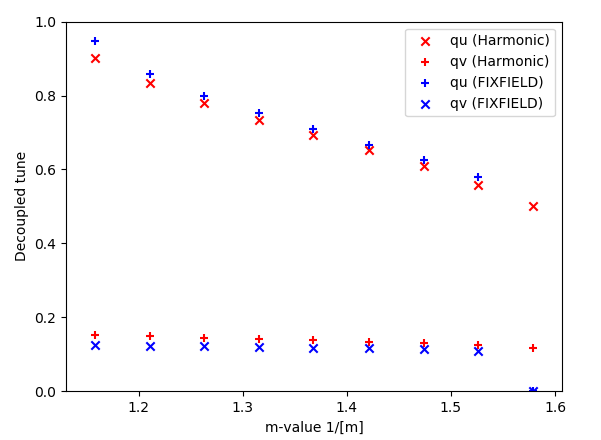 1.0
0.8
0.6
0.4
0.2
0.0
Decoupled tune
1.2 1.3 1.4 1.5 1.6
m-value 1/[m]
qu (Harmonic)
qv (Harmonic)
qu (FIXFIELD)
qv (FIXFIELD)